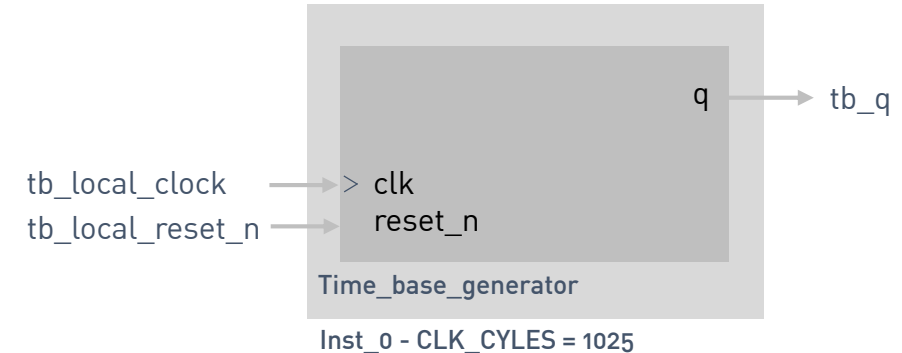 q
tb_q
tb_local_clock
> clk
tb_local_reset_n
reset_n
Time_base_generator
Inst_0 - CLK_CYLES = 1025